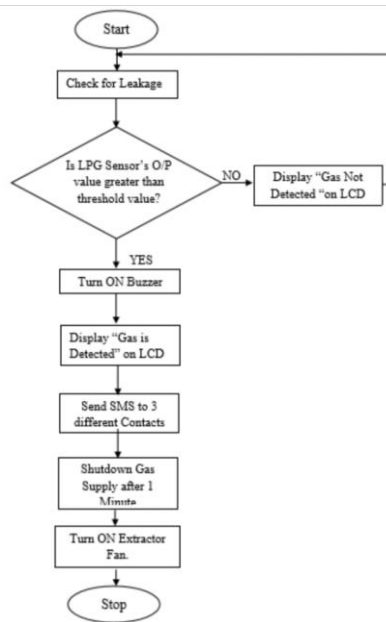 Start
Check for Leakage
Is LPG Sensor's O/P
value greater than
threshold value?
NO
Display "Gas Not
Detected "on LCD
YES
Turn ON Buzzer
Display "Gas is
Detected" on LCD
Send SMS to 3
different Contacts
Shutdown Gas
Supply after 1
Minute
Turn ON Extractor
Fan.
Stop